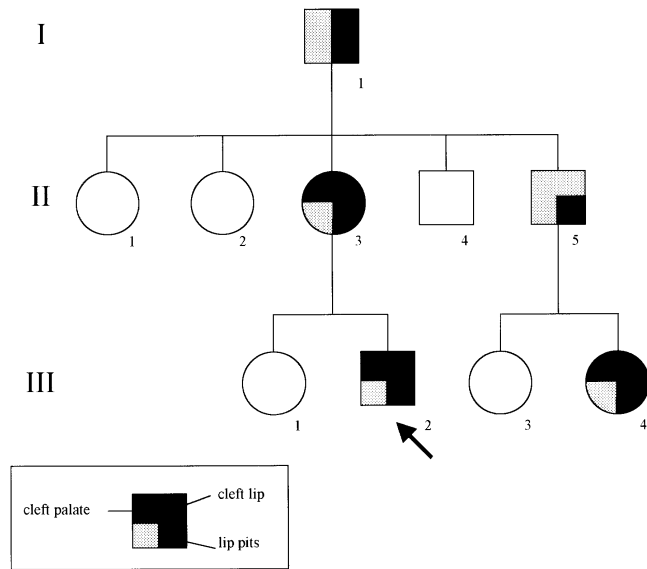 I
1
II
1 2 3 4 5
III
1 2 3 4
cleft palate
cleft lip
lip pits